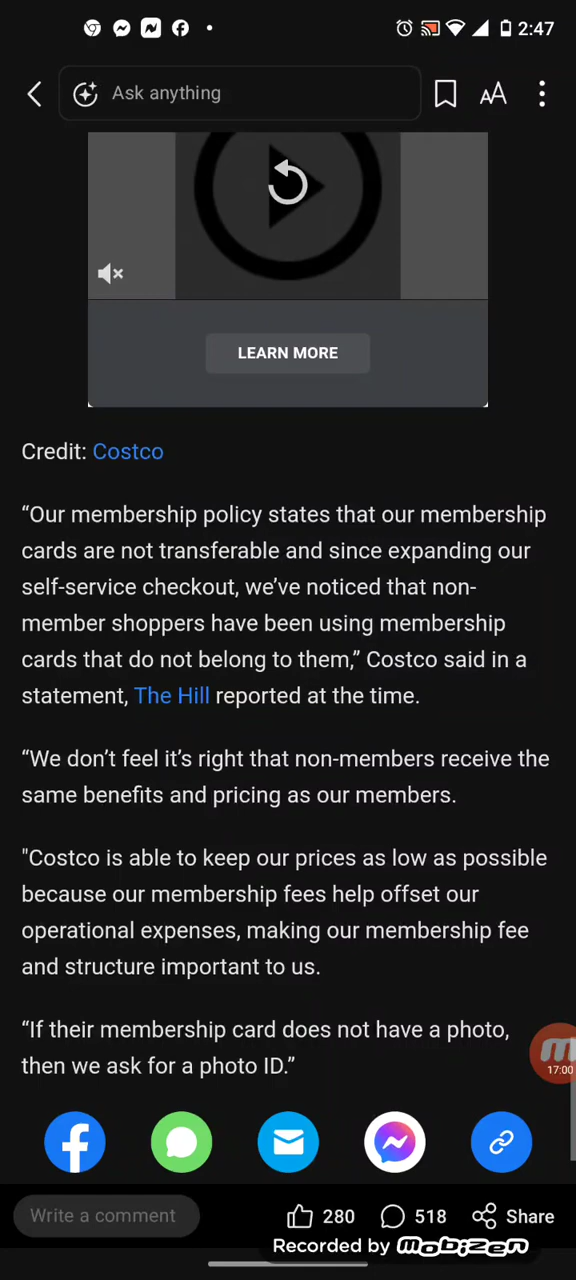 2:47
Ask anything
AA
LEARN MORE
Credit: Costco
“Our membership policy states that our membership
cards are not transferable and since expanding our
self-service checkout, we’ve noticed that non-
member shoppers have been using membership
cards that do not belong to them,” Costco said in a
statement, The Hill reported at the time.
“We don’t feel it’s right that non-members receive the
same benefits and pricing as our members.
"Costco is able to keep our prices as low as possible
because our membership fees help offset our
operational expenses, making our membership fee
and structure important to us.
“If their membership card does not have a photo,
then we ask for a photo ID.”
17:00
Write a comment
280
518
Share
Recorded by mobizen